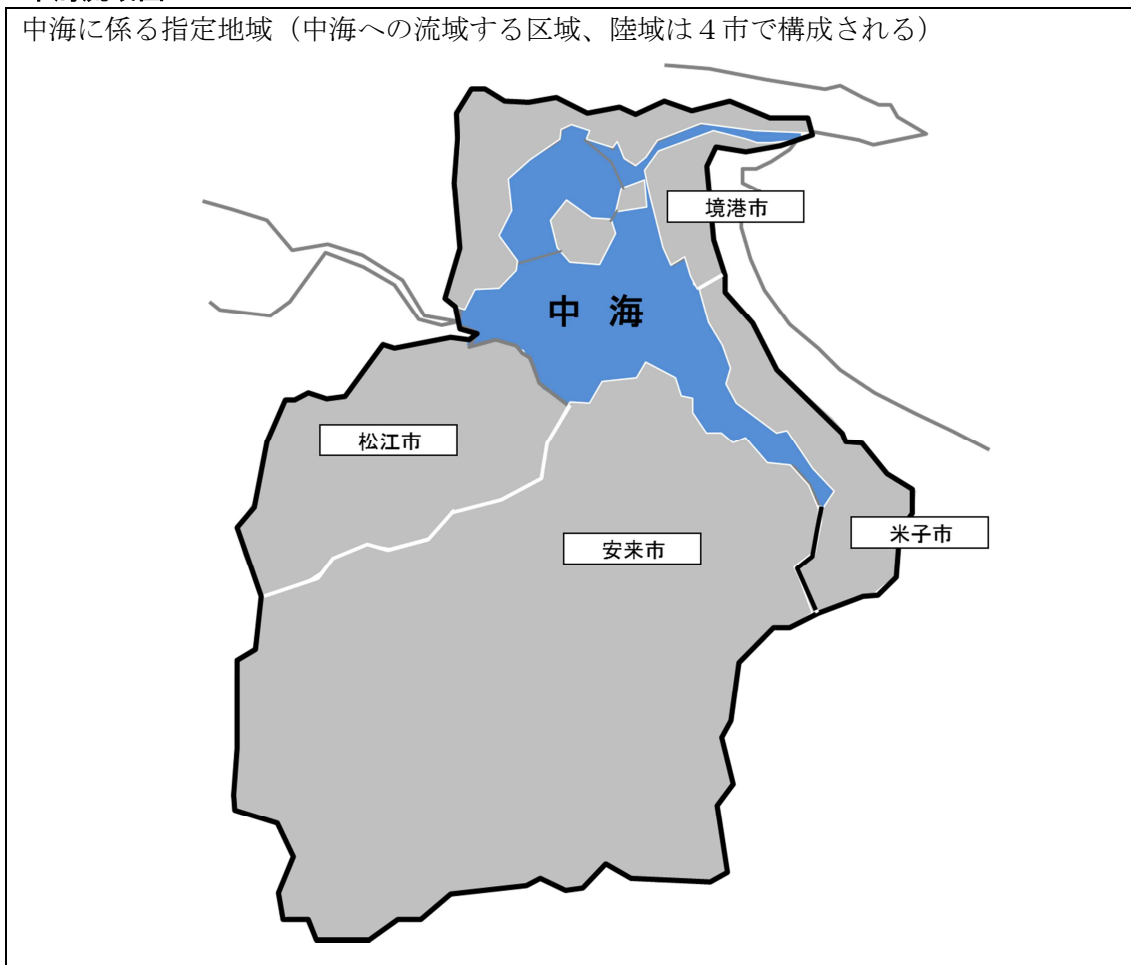 中海に係る指定地域（中海への流域する区域、陸域は４市で構成される）
境港市
中 海
松江市
米子市
安来市